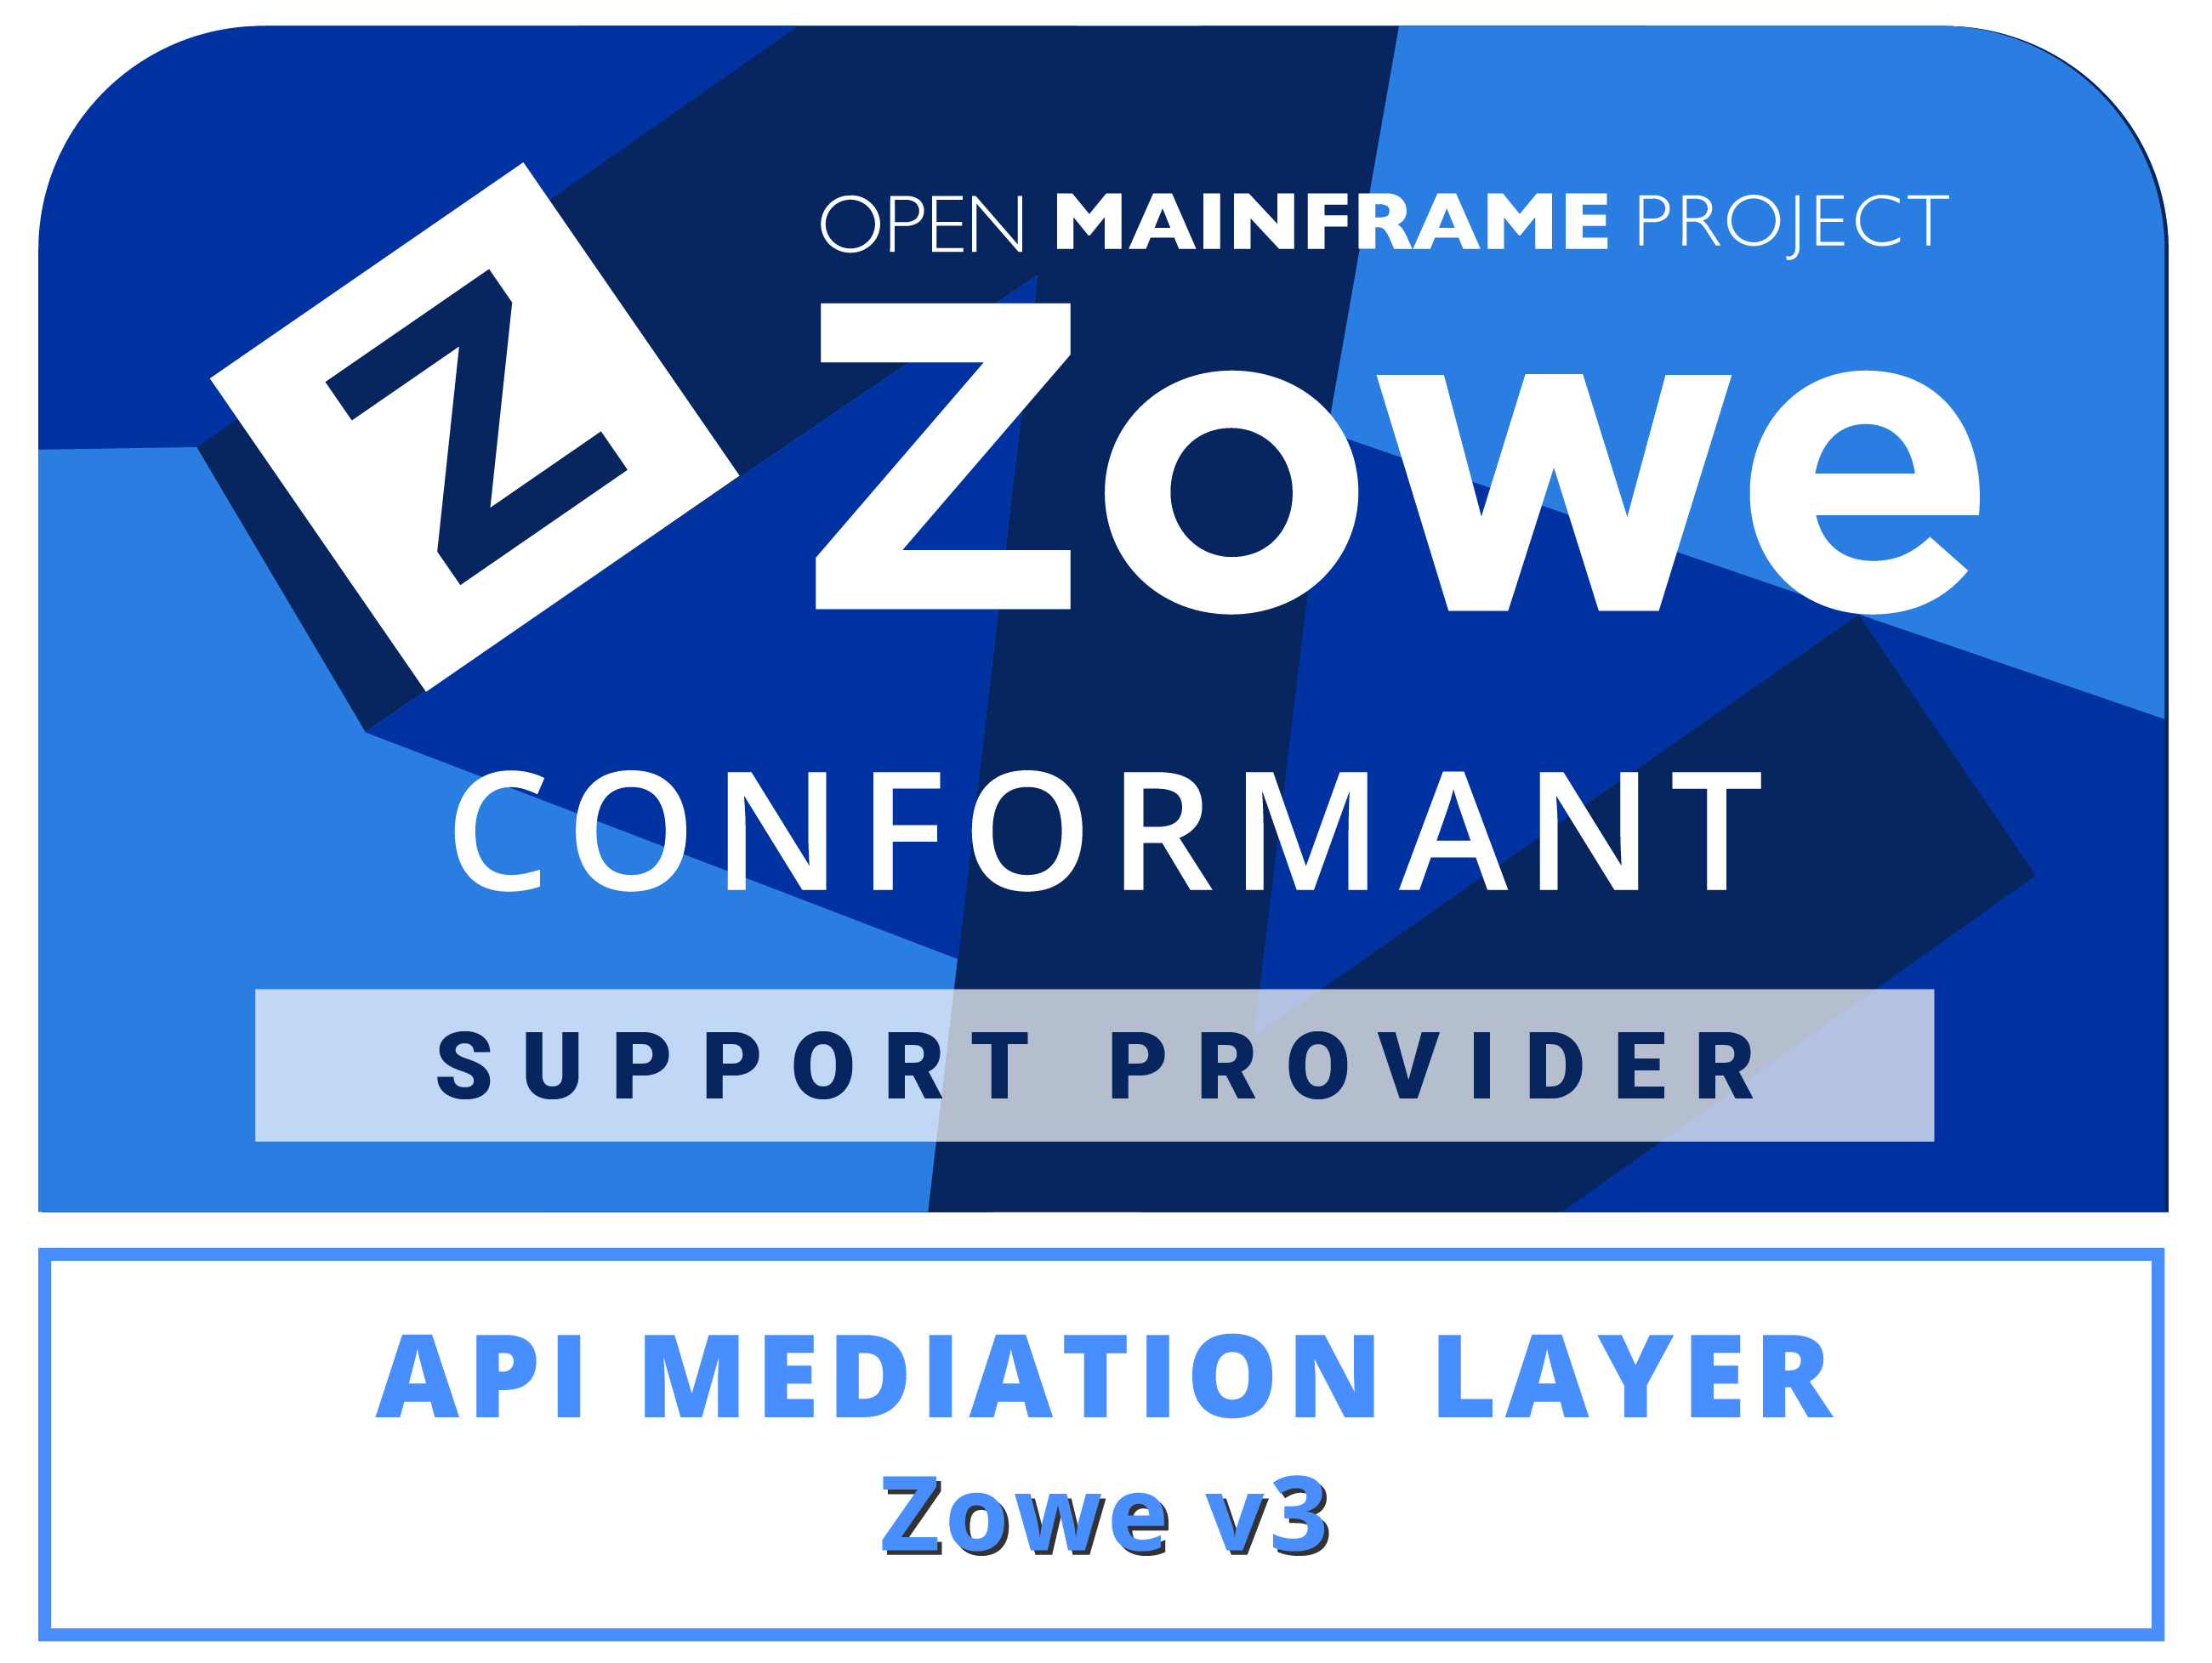 OPEN MAINFRAME PROJECT
Z
Zowe
CONFORMANT
SUPPORT PROVIDER
API MEDIATION LAYER
Zowe v3